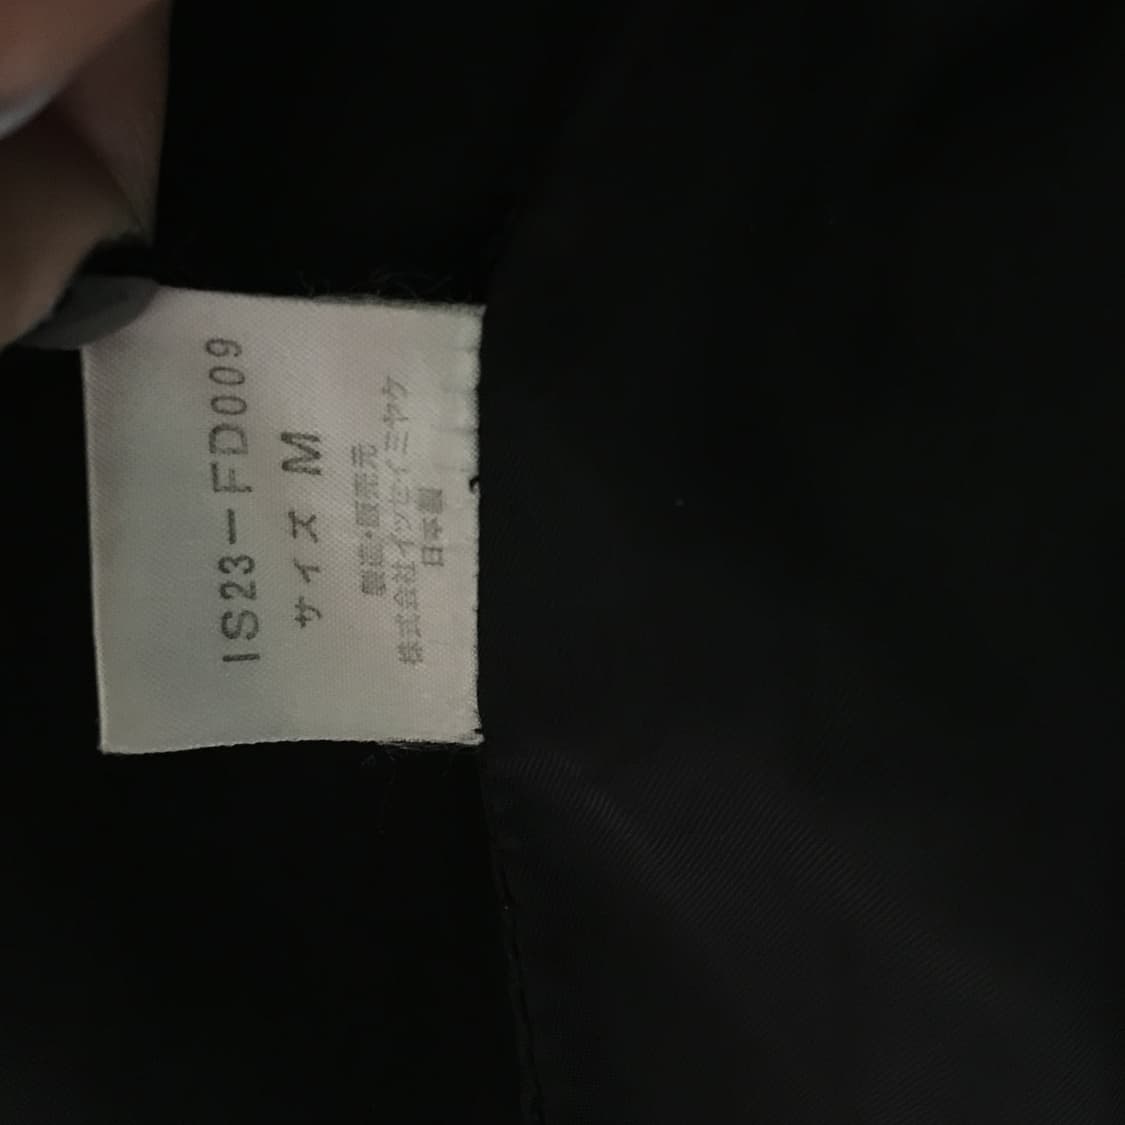 IS23-FD009
サイズ M
製造・販売元
株式会社イッセイミヤケ
日本製